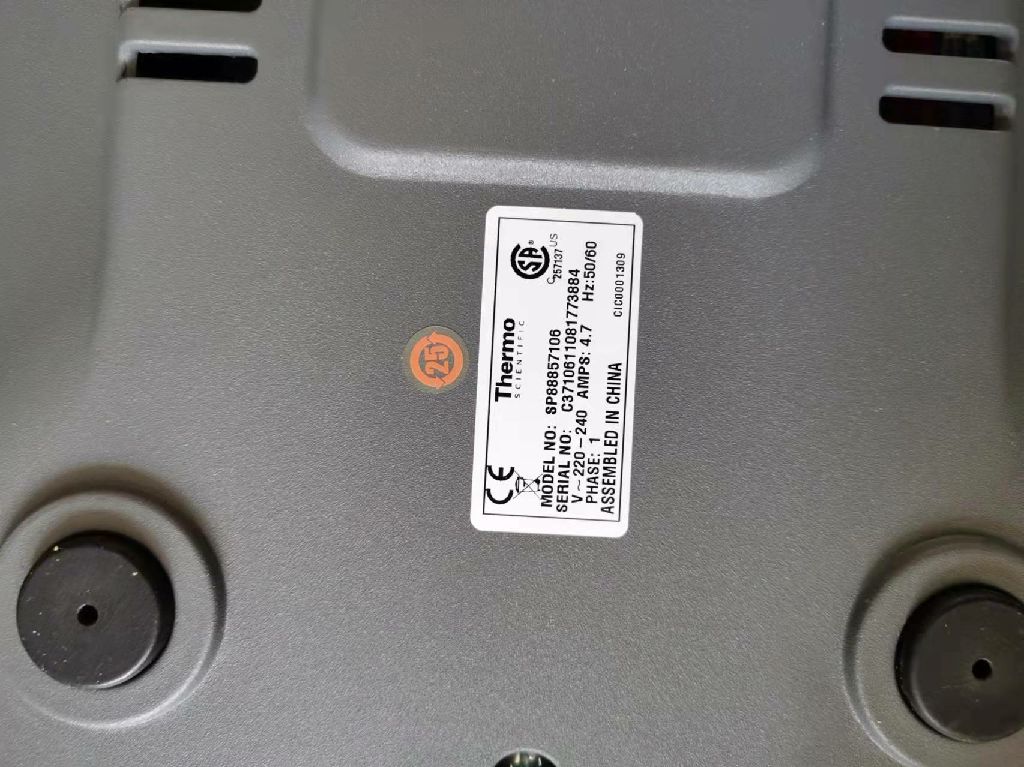 Thermo
SCIENTIFIC
CE
SA
®
C US
257137
MODEL NO: SP88857106
SERIAL NO: C3710611081773884
V~220-240 AMPS: 4.7 Hz:50/60
PHASE: 1
ASSEMBLED IN CHINA
CIC0001309
25